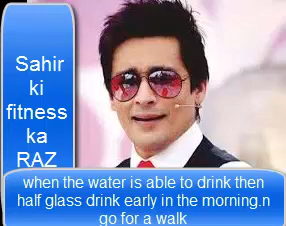 Sahir
ki
fitness
ka
RAZ
when the water is able to drink then
half glass drink early in the morning.n
go for a walk